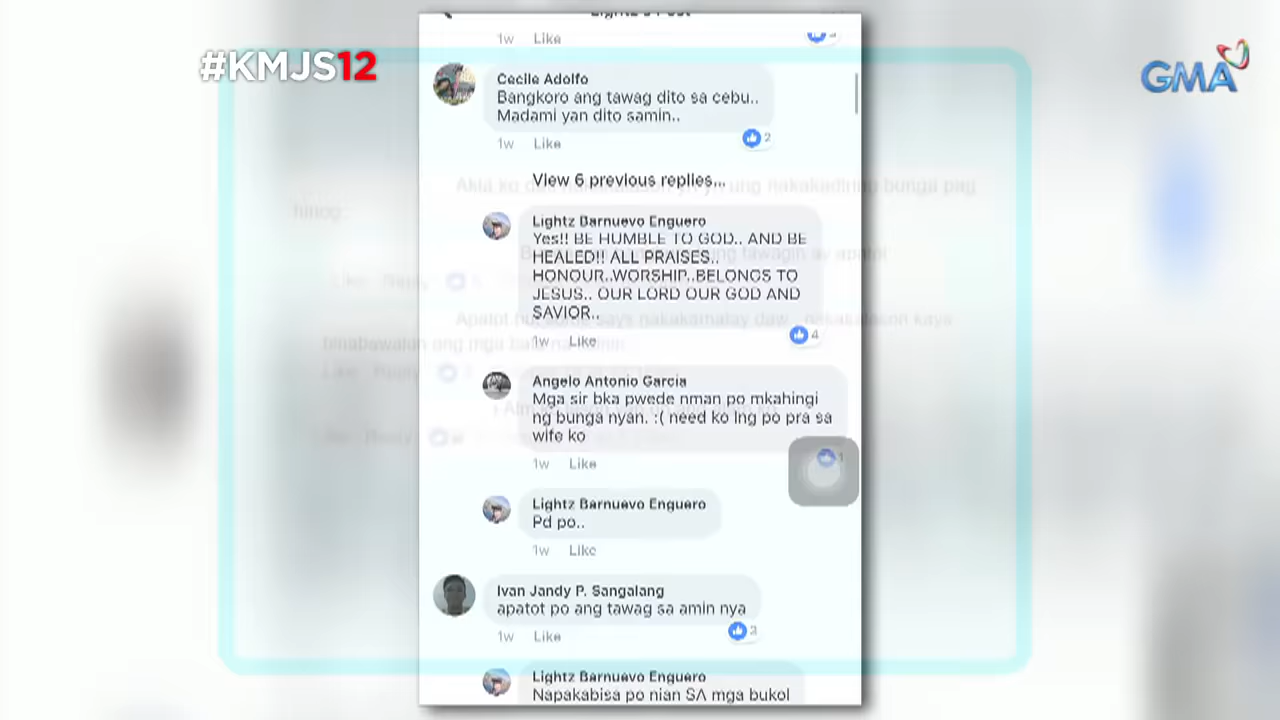 #KMJS12
GMA
1w Like
Cecile Adolfo
Bangkoro ang tawag dito sa cebu..
Madami yan dito samin..
1w Like 2
View 6 previous replies...
Lightz Barnuevo Enguero
Yes!! BE HUMBLE TO GOD.. AND BE
HEALED!! ALL PRAISES..
HONOUR..WORSHIP..BELONGS TO
JESUS.. OUR LORD OUR GOD AND
SAVIOR..
1w Like 4
Angelo Antonio Garcia
Mga sir bka pwede nman po mkahingi
ng bunga nyan. :( need ko lng po pra sa
wife ko
1w Like 1
Lightz Barnuevo Enguero
Pd po..
1w Like
Ivan Jandy P. Sangalang
apatot po ang tawag sa amin nya
1w Like 3
Lightz Barnuevo Enguero
Napakabisa po nian SA mga bukol